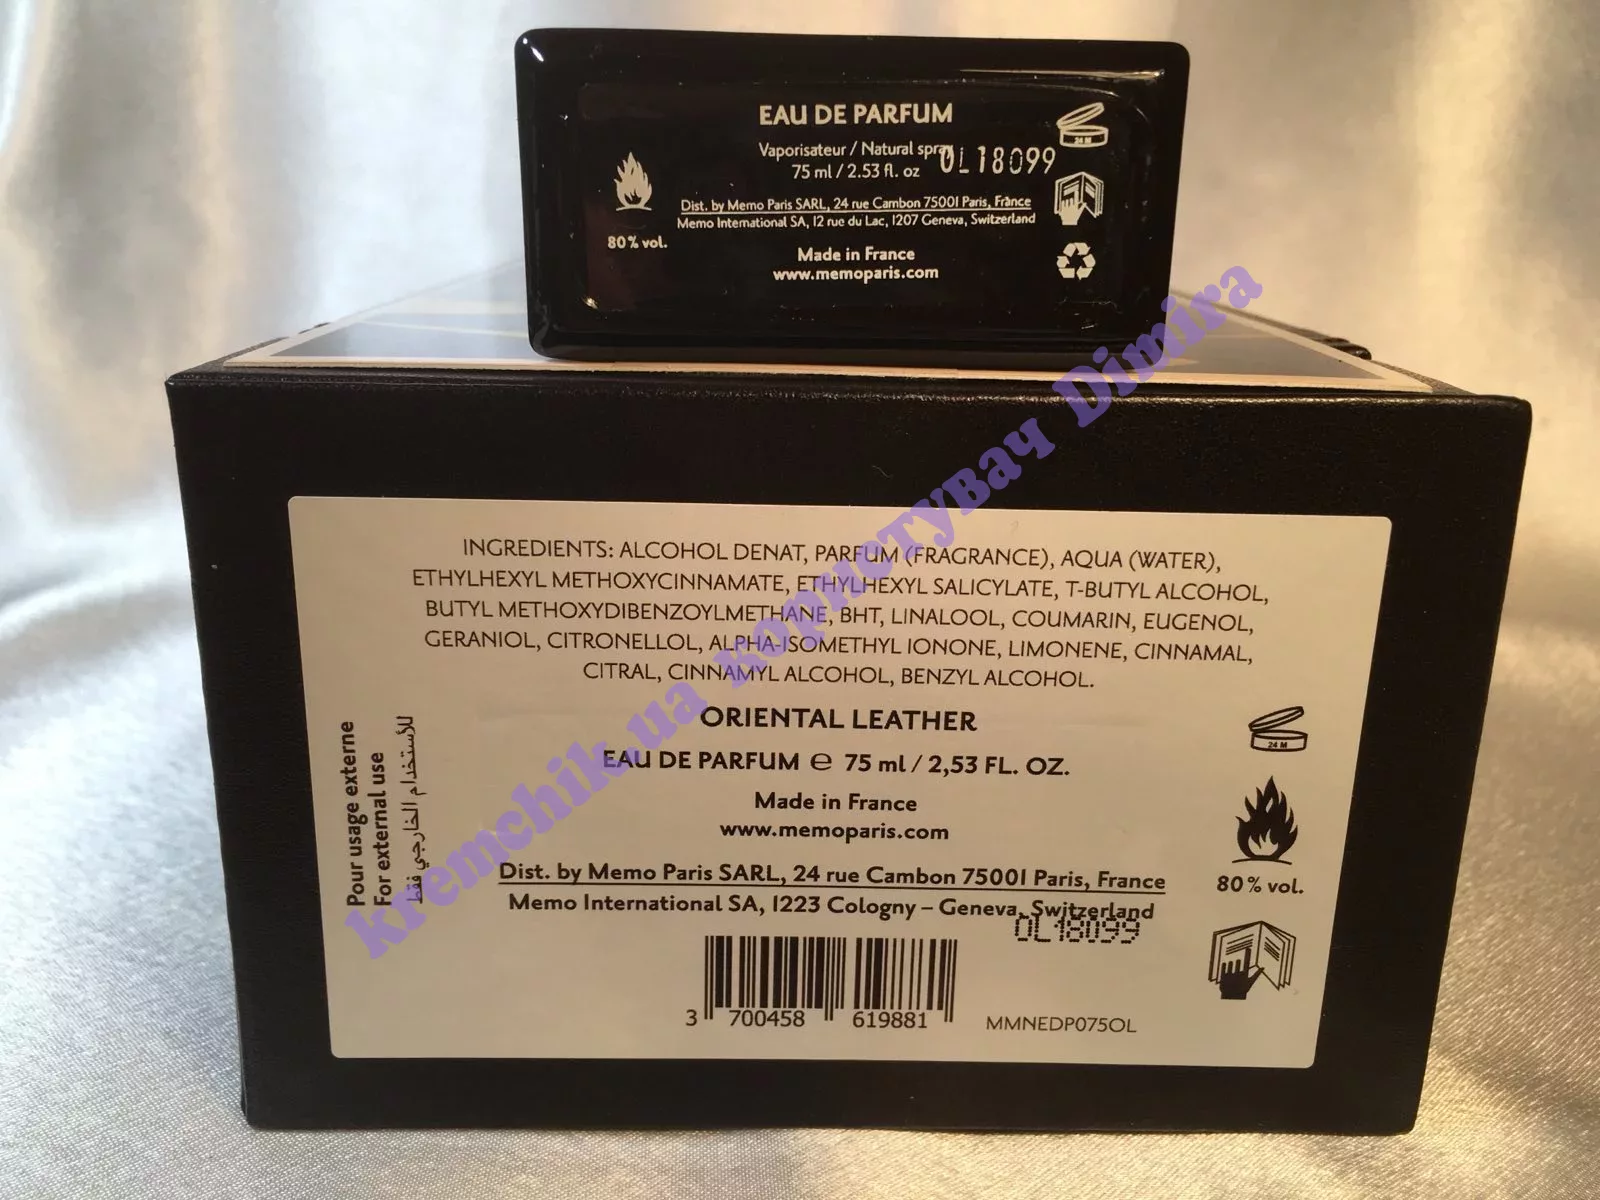 EAU DE PARFUM
Vaporisateur / Natural spray
0L18099
75 ml / 2.53 fl. oz
24 M
Dist. by Memo Paris SARL, 24 rue Cambon 75001 Paris, France
Memo International SA, 12 rue du Lac, 1207 Geneva, Switzerland
80% vol.
Made in France
www.memoparis.com
INGREDIENTS: ALCOHOL DENAT, PARFUM (FRAGRANCE), AQUA (WATER),
ETHYLHEXYL METHOXYCINNAMATE, ETHYLHEXYL SALICYLATE, T-BUTYL ALCOHOL,
BUTYL METHOXYDIBENZOYLMETHANE, BHT, LINALOOL, COUMARIN, EUGENOL,
GERANIOL, CITRONELLOL, ALPHA-ISOMETHYL IONONE, LIMONENE, CINNAMAL,
CITRAL, CINNAMYL ALCOHOL, BENZYL ALCOHOL.
ORIENTAL LEATHER
EAU DE PARFUM ℮ 75 ml / 2,53 FL. OZ.
Made in France
www.memoparis.com
Dist. by Memo Paris SARL, 24 rue Cambon 75001 Paris, France
Memo International SA, 1223 Cologny – Geneva, Switzerland
0L18099
3 700458 619881
MMNEDP075OL
Pour usage externe
For external use
للأستخدام الخارجي فقط
24 M
80% vol.
kremchik.ua користувач Dimira